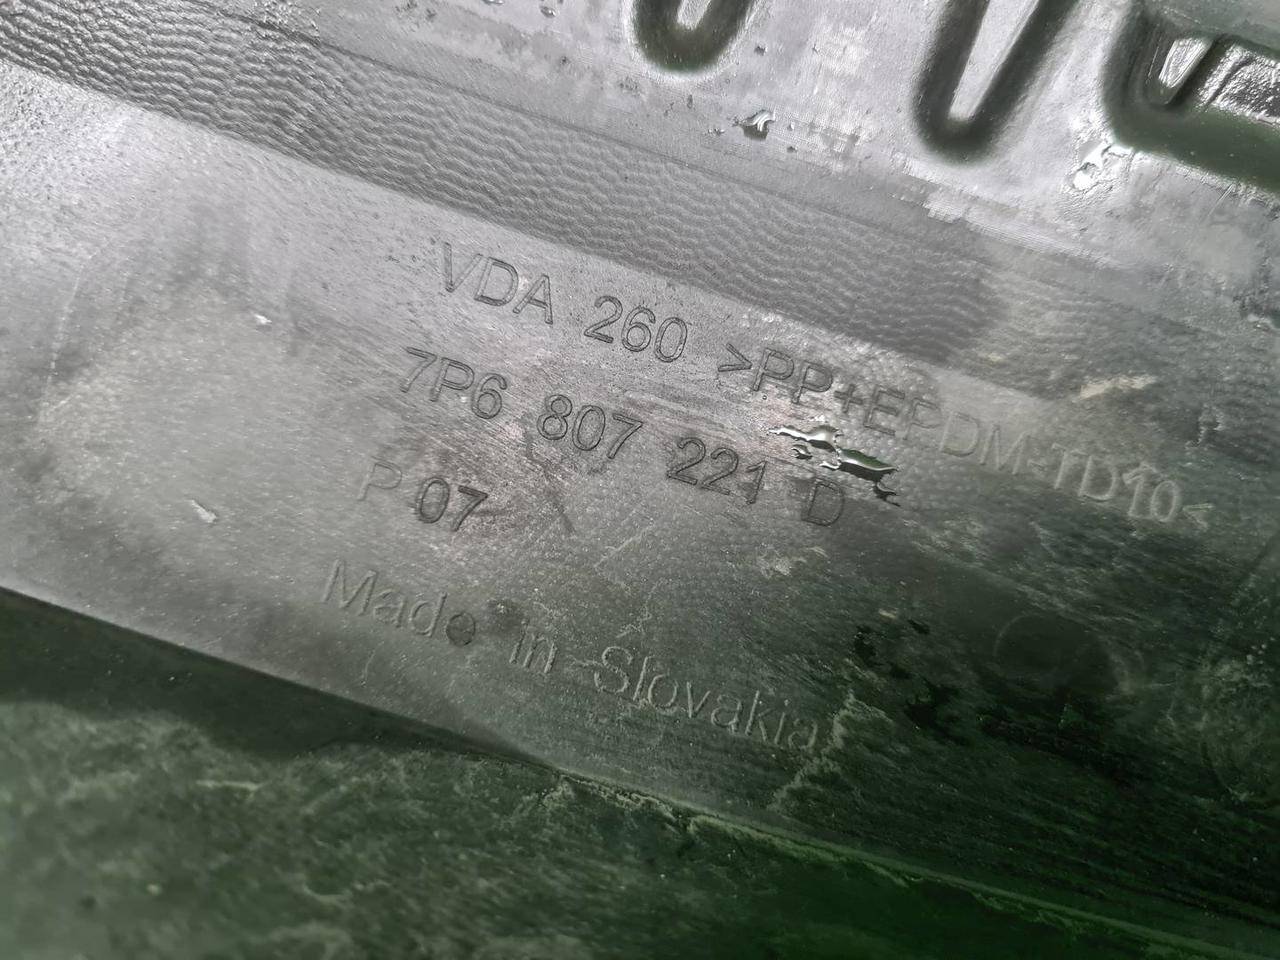 VDA 260 >PP+EPDM-TD10<
7P6 807 221 D
P 07
Made in Slovakia